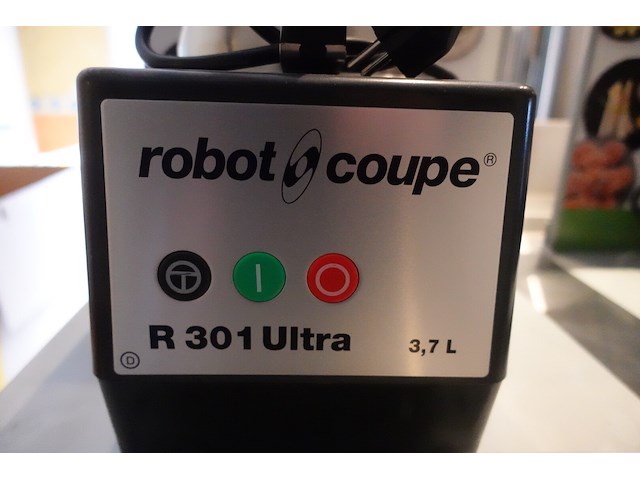 robot coupe®
R 301 Ultra 3,7 L
D